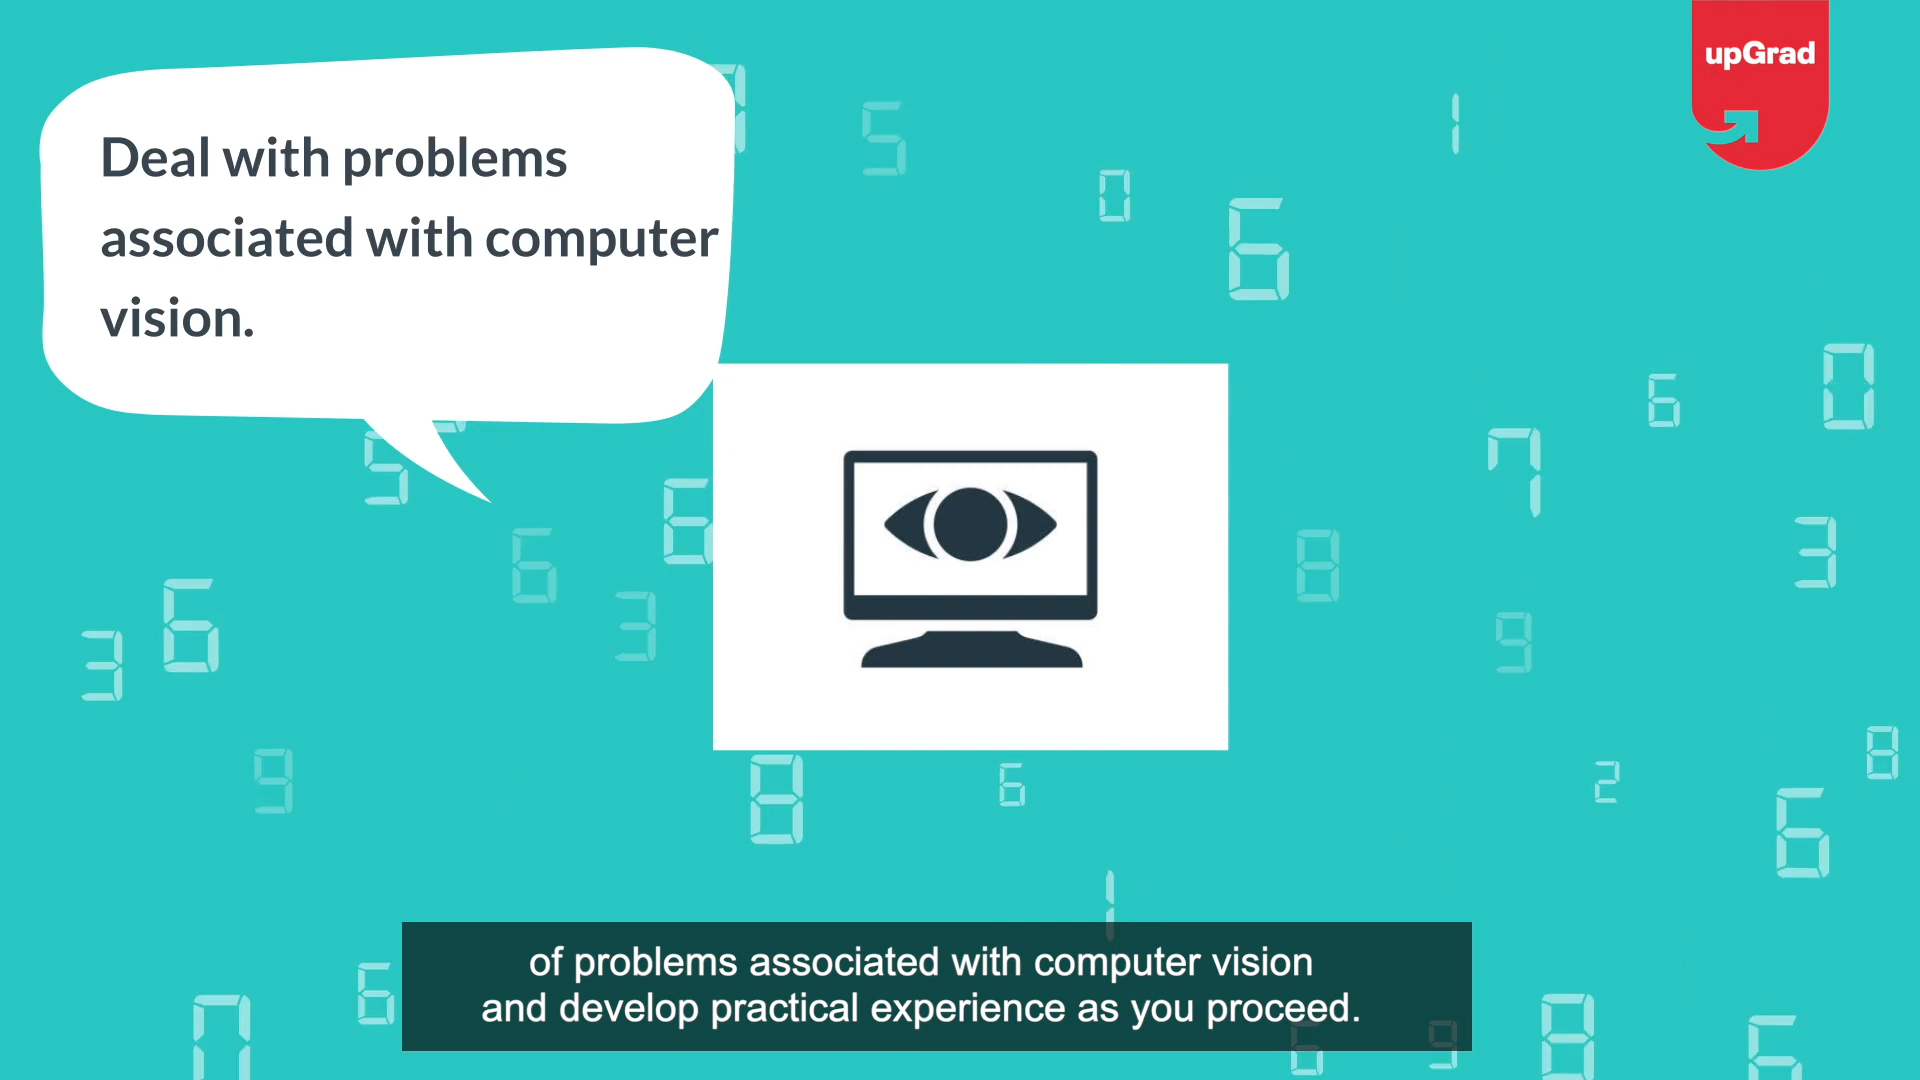 upGrad
Deal with problems
associated with computer
vision.
of problems associated with computer vision
and develop practical experience as you proceed.